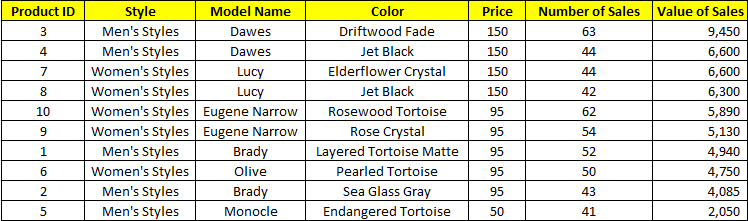 Product ID Style Model Name Color Price Number of Sales Value of Sales
3 Men's Styles Dawes Driftwood Fade 150 63 9,450
4 Men's Styles Dawes Jet Black 150 44 6,600
7 Women's Styles Lucy Elderflower Crystal 150 44 6,600
8 Women's Styles Lucy Jet Black 150 42 6,300
10 Women's Styles Eugene Narrow Rosewood Tortoise 95 62 5,890
9 Women's Styles Eugene Narrow Rose Crystal 95 54 5,130
1 Men's Styles Brady Layered Tortoise Matte 95 52 4,940
6 Women's Styles Olive Pearled Tortoise 95 50 4,750
2 Men's Styles Brady Sea Glass Gray 95 43 4,085
5 Men's Styles Monocle Endangered Tortoise 50 41 2,050